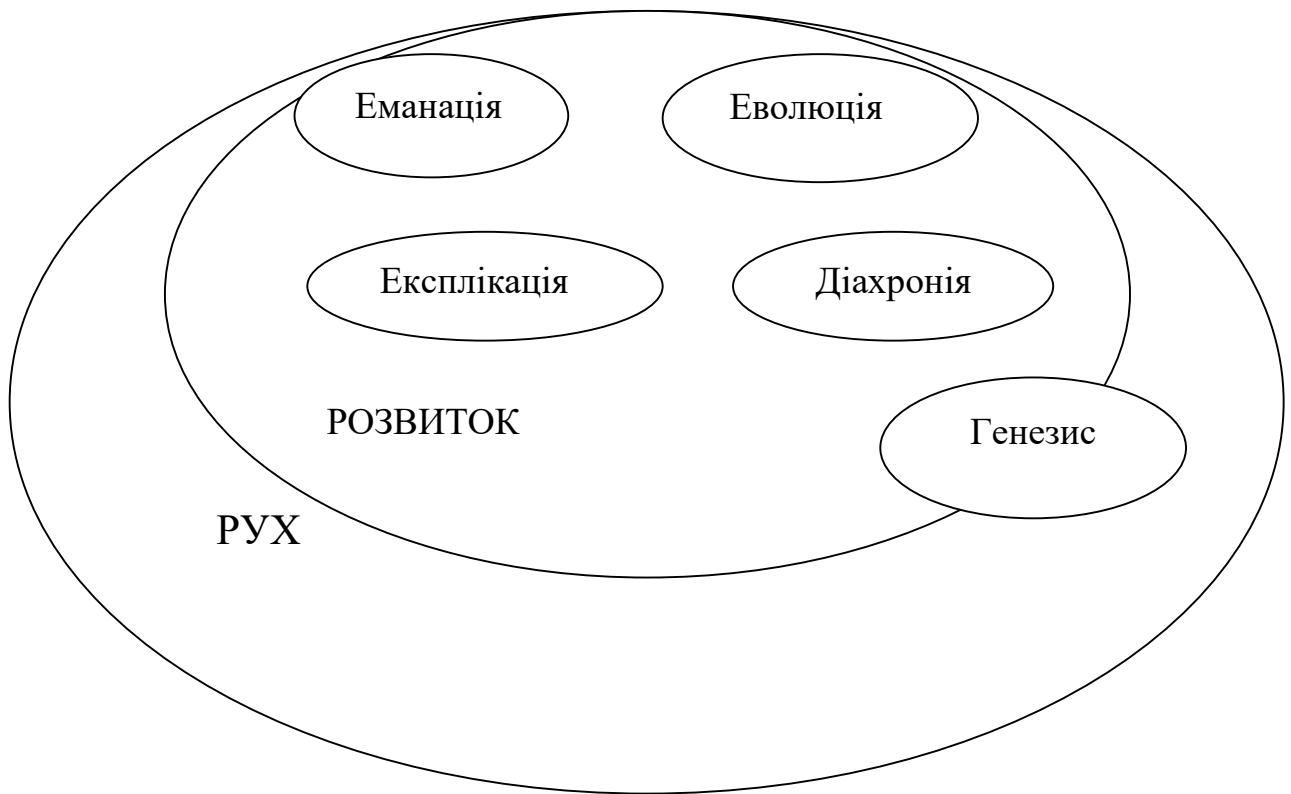 Еманація
Еволюція
Експлікація
Діахронія
РОЗВИТОК
Генезис
РУХ